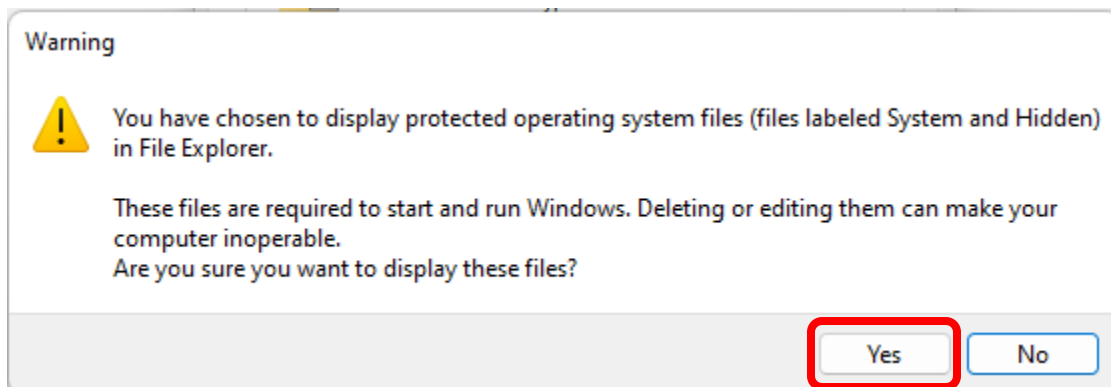 Warning
You have chosen to display protected operating system files (files labeled System and Hidden)
in File Explorer.
These files are required to start and run Windows. Deleting or editing them can make your
computer inoperable.
Are you sure you want to display these files?
Yes
No